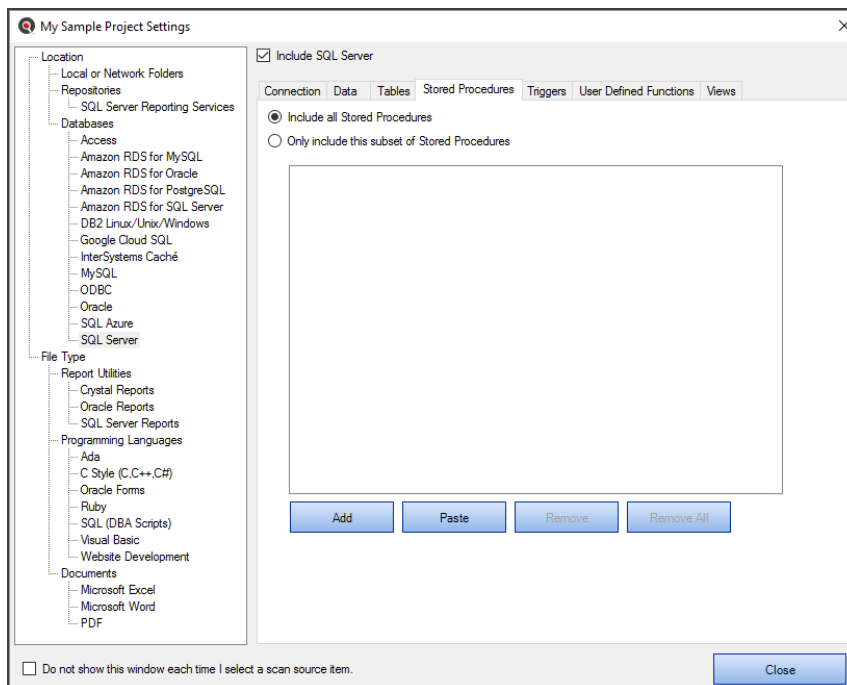 My Sample Project Settings
Location
Local or Network Folders
Repositories
SQL Server Reporting Services
Databases
Access
Amazon RDS for MySQL
Amazon RDS for Oracle
Amazon RDS for PostgreSQL
Amazon RDS for SQL Server
DB2 Linux/Unix/Windows
Google Cloud SQL
InterSystems Caché
MySQL
ODBC
Oracle
SQL Azure
SQL Server
File Type
Report Utilities
Crystal Reports
Oracle Reports
SQL Server Reports
Programming Languages
Ada
C Style (C,C++,C#)
Oracle Forms
Ruby
SQL (DBA Scripts)
Visual Basic
Website Development
Documents
Microsoft Excel
Microsoft Word
PDF
Include SQL Server
Connection Data Tables Stored Procedures Triggers User Defined Functions Views
Include all Stored Procedures
Only include this subset of Stored Procedures
Add Paste Remove Remove All
Do not show this window each time I select a scan source item.
Close